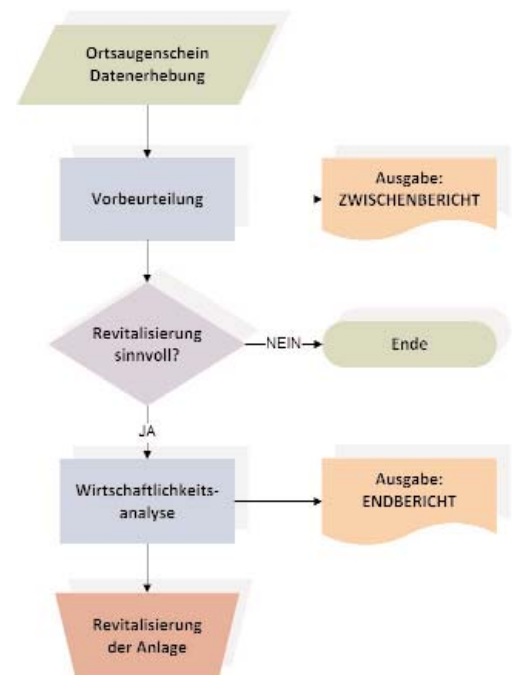 Ortsaugenschein
Datenerhebung
Vorbeurteilung
Ausgabe:
ZWISCHENBERICHT
Revitalisierung
sinnvoll?
NEIN
Ende
JA
Wirtschaftlichkeits-
analyse
Ausgabe:
ENDBERICHT
Revitalisierung
der Anlage